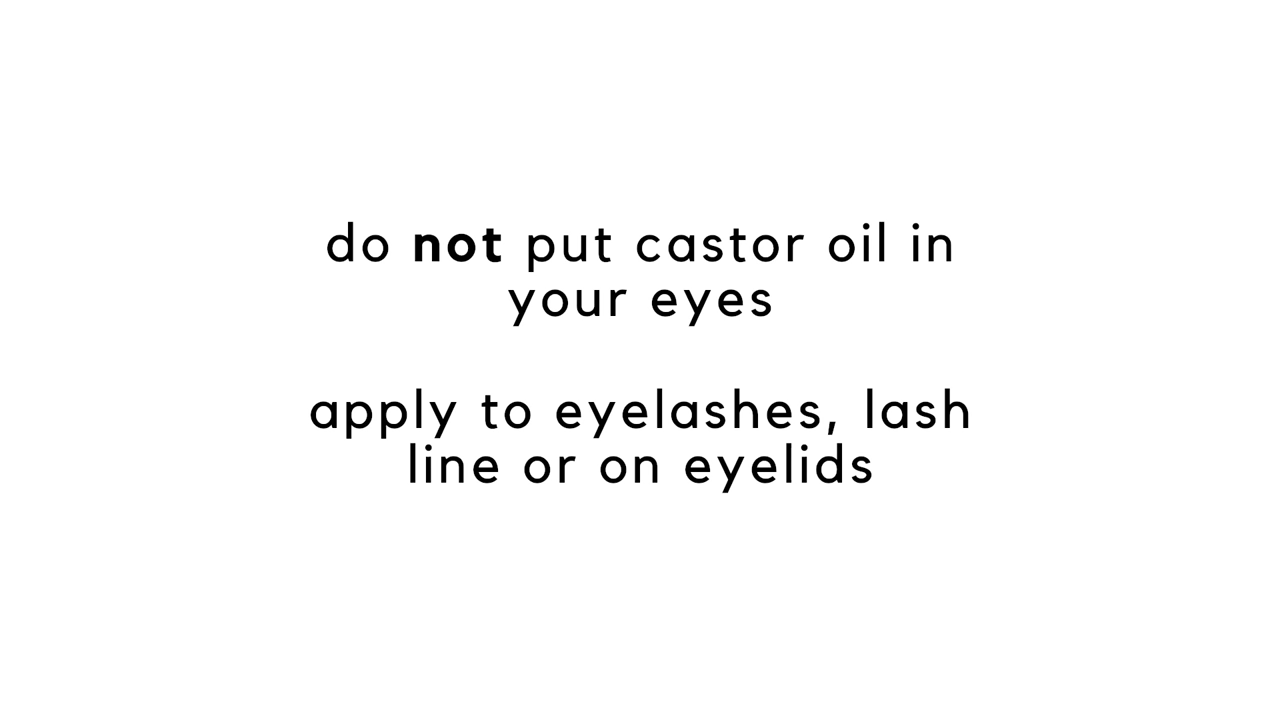 do not put castor oil in
your eyes
apply to eyelashes, lash
line or on eyelids